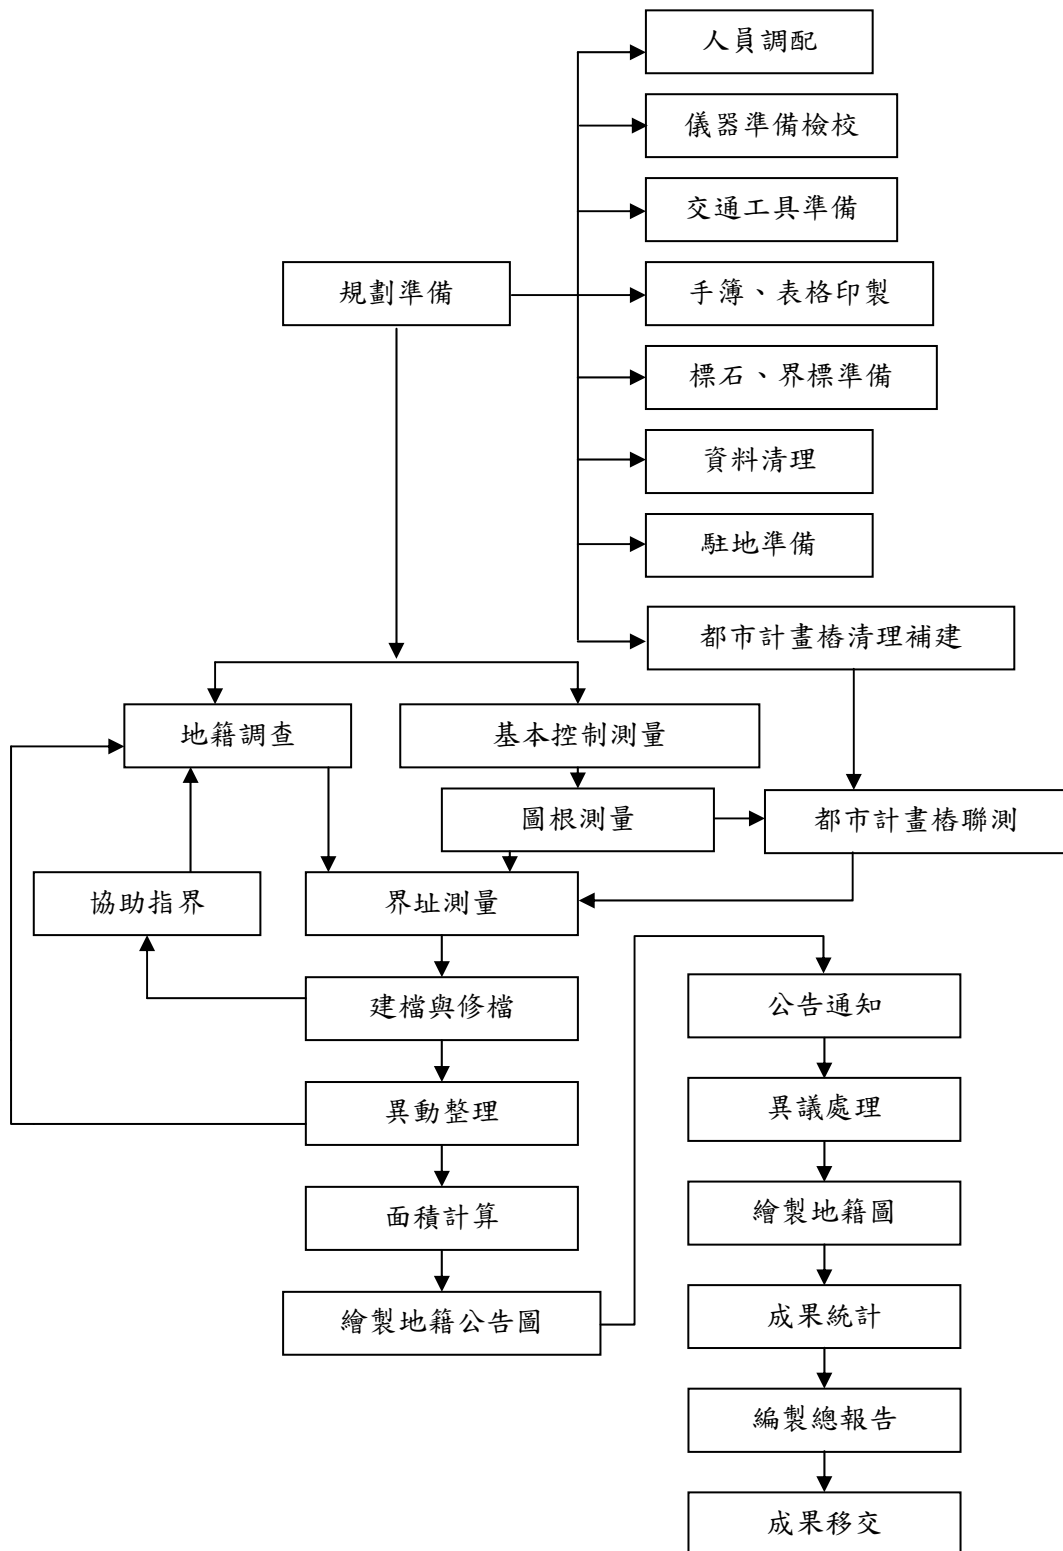 人員調配
儀器準備檢校
交通工具準備
規劃準備
手簿、表格印製
標石、界標準備
資料清理
駐地準備
都市計畫樁清理補建
地籍調查
基本控制測量
圖根測量
都市計畫樁聯測
協助指界
界址測量
建檔與修檔
公告通知
異動整理
異議處理
面積計算
繪製地籍圖
繪製地籍公告圖
成果統計
編製總報告
成果移交